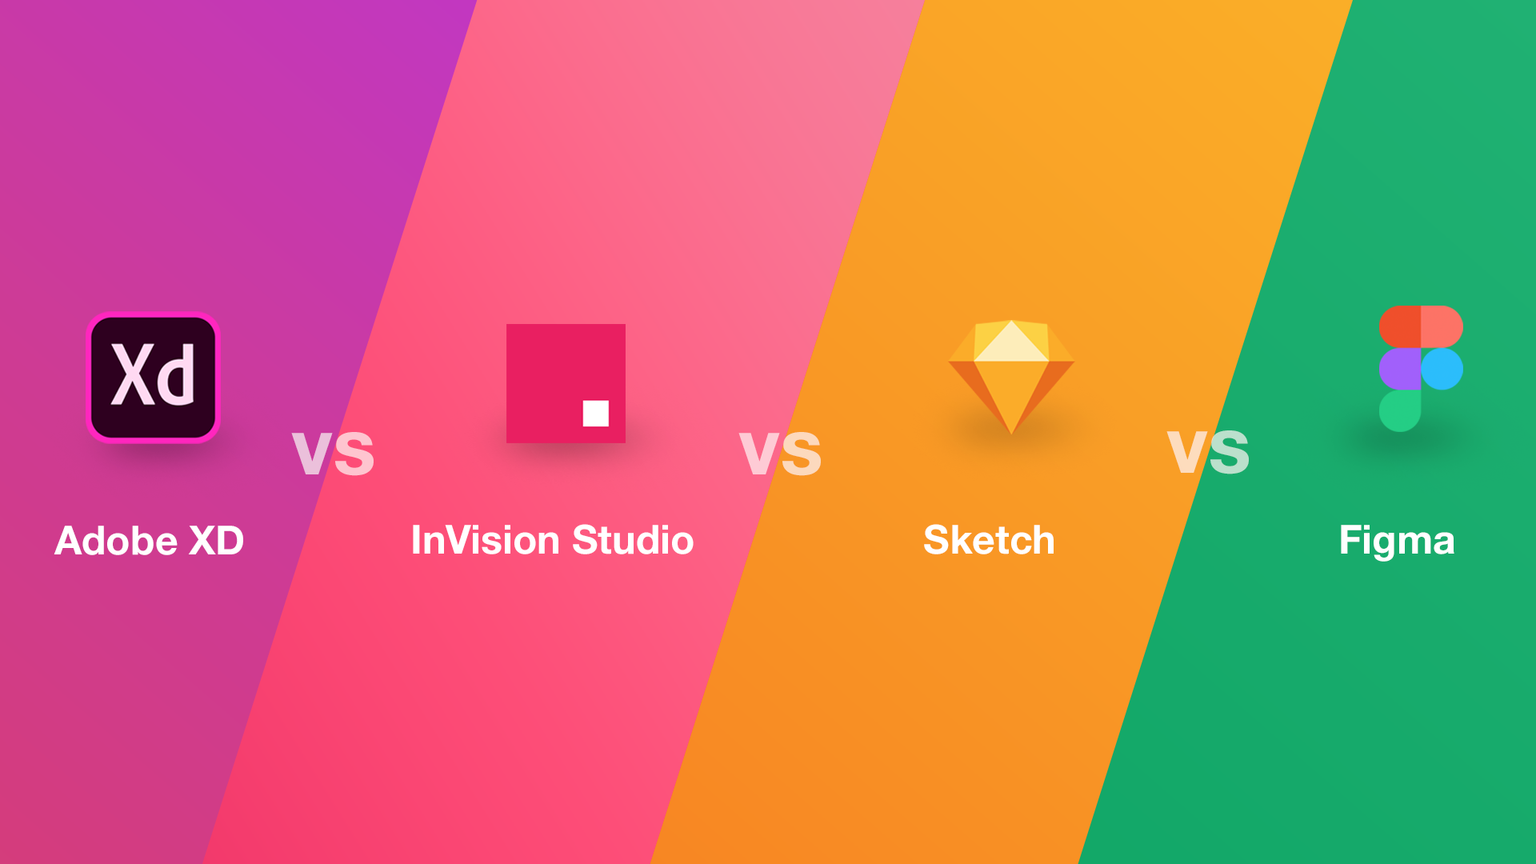 Xd
vs
vs
vs
Adobe XD
InVision Studio
Sketch
Figma